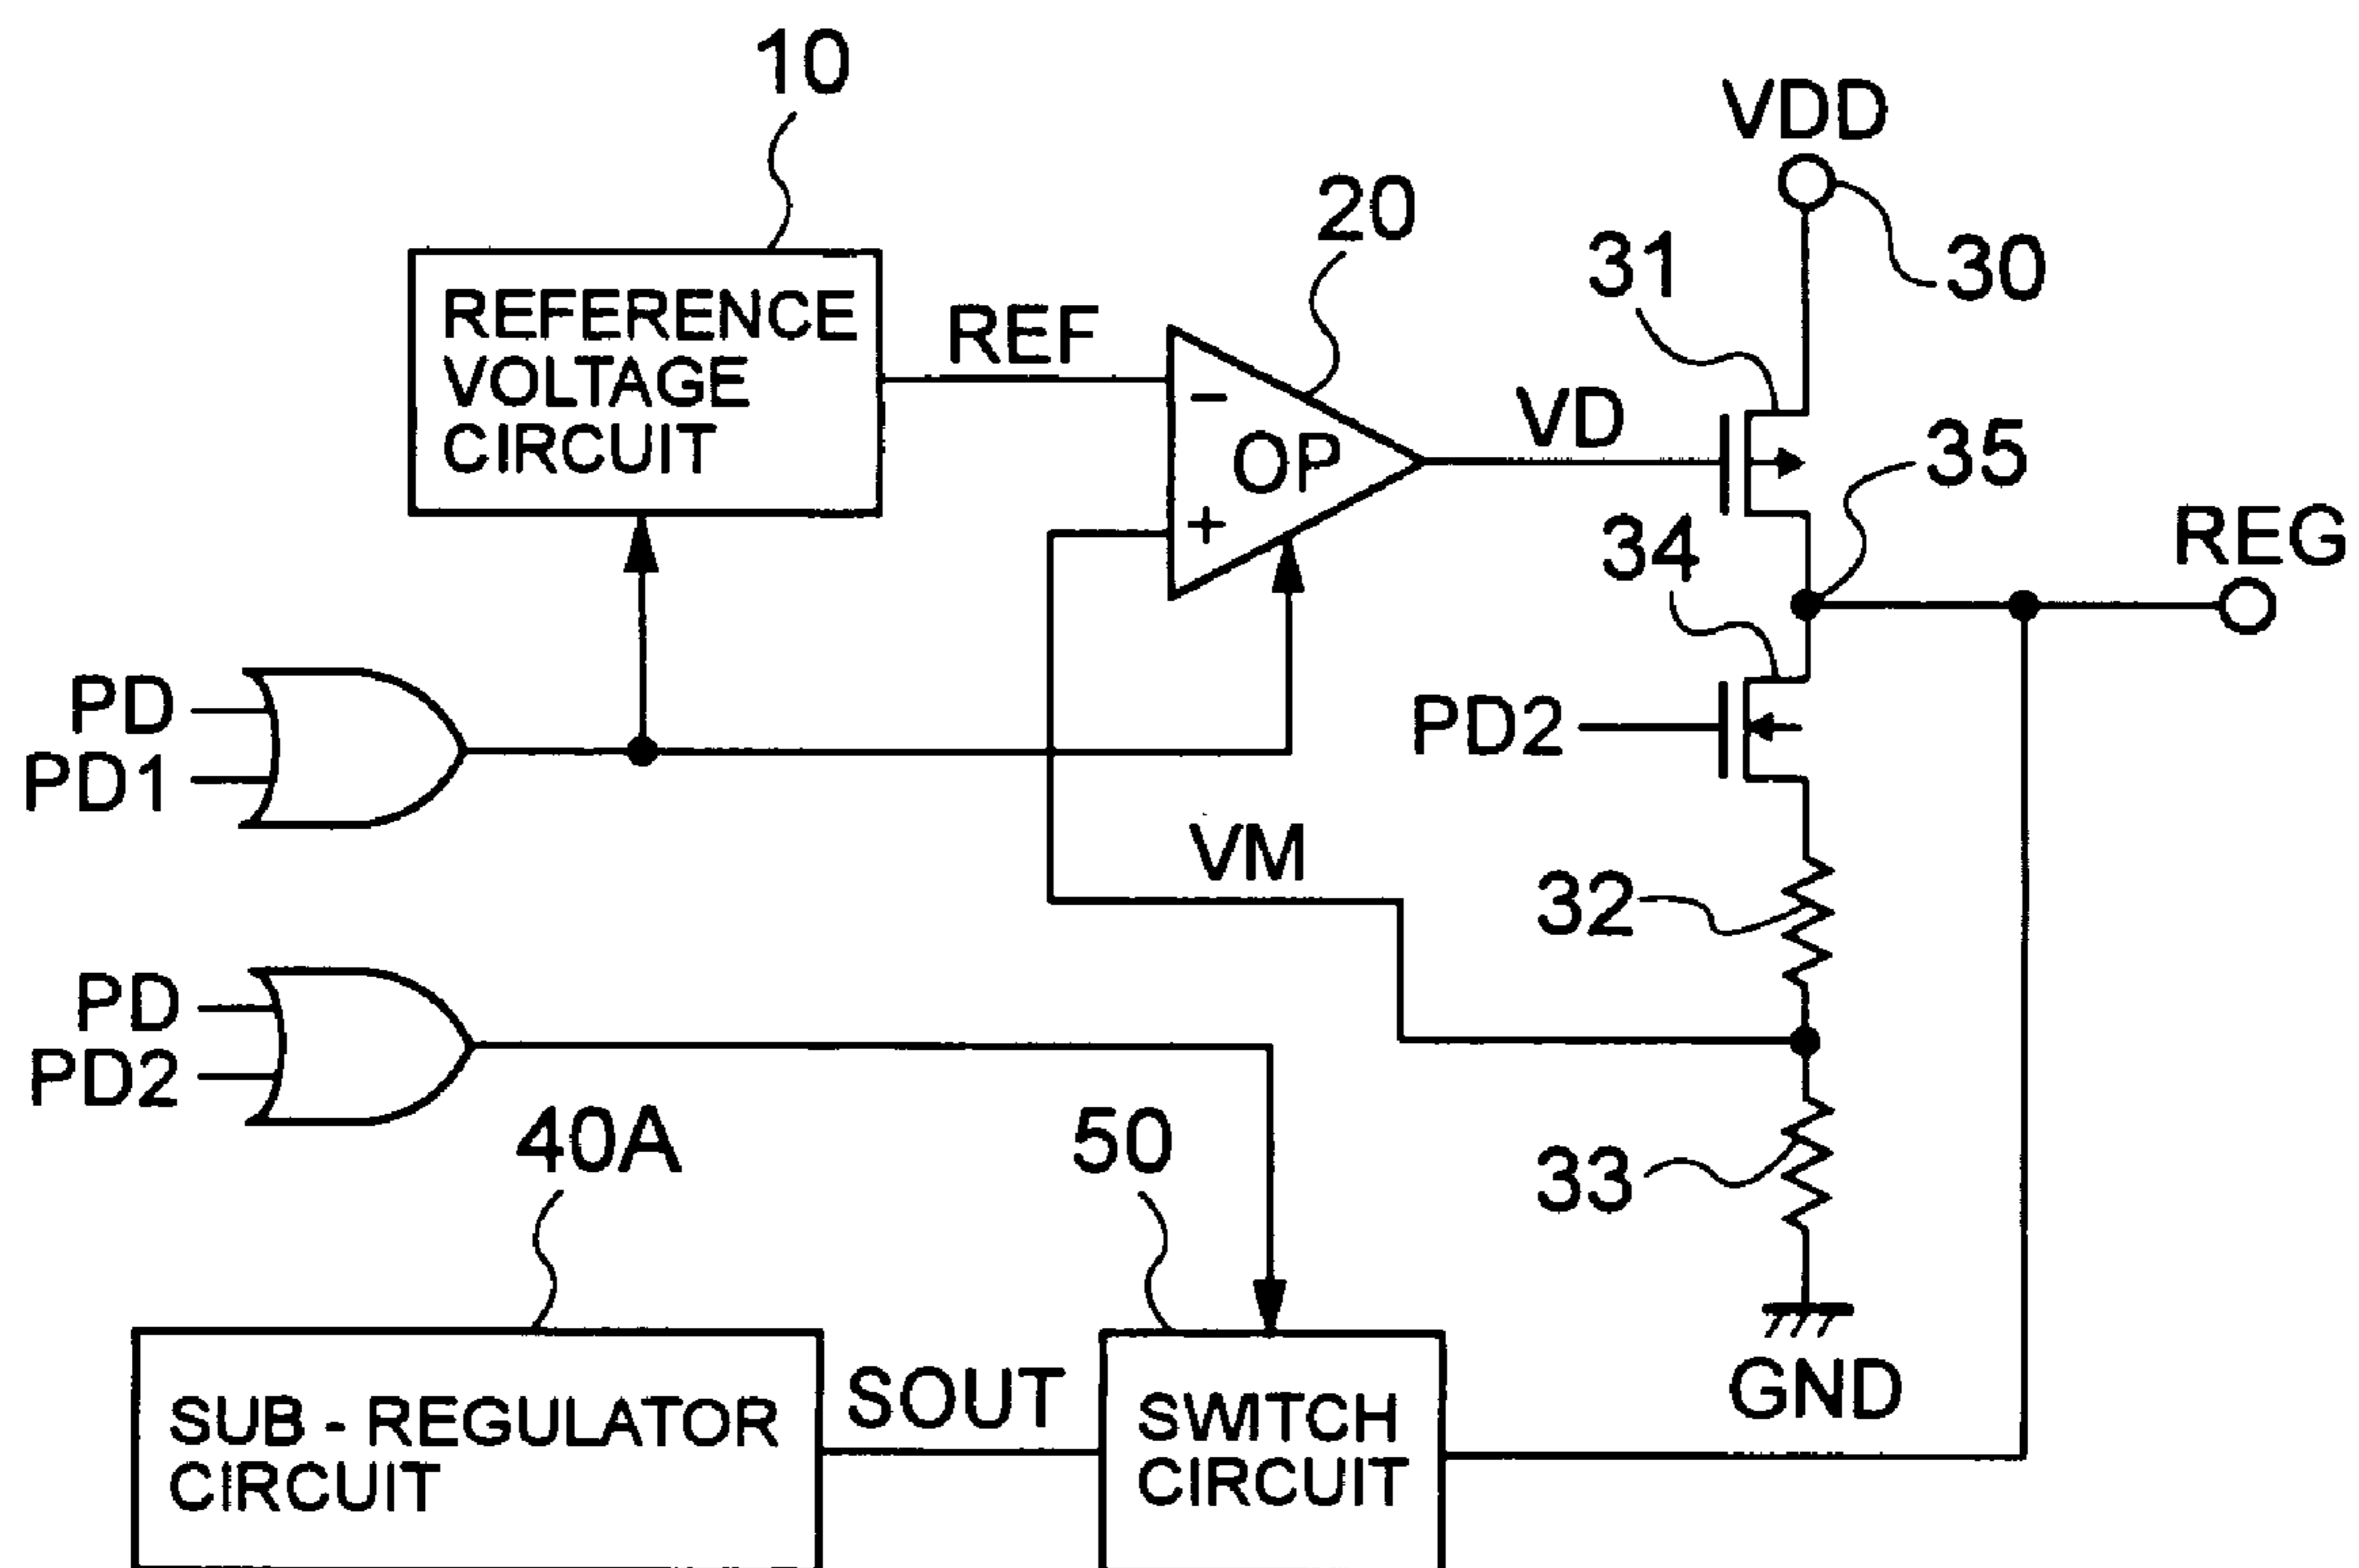 10
VDD
20
31
30
REFERENCE
VOLTAGE
CIRCUIT
REF
−
OP
+
VD
35
34
REG
PD
PD1
PD2
VM
32
PD
PD2
40A
50
33
SUB - REGULATOR
CIRCUIT
SOUT
SWITCH
CIRCUIT
GND